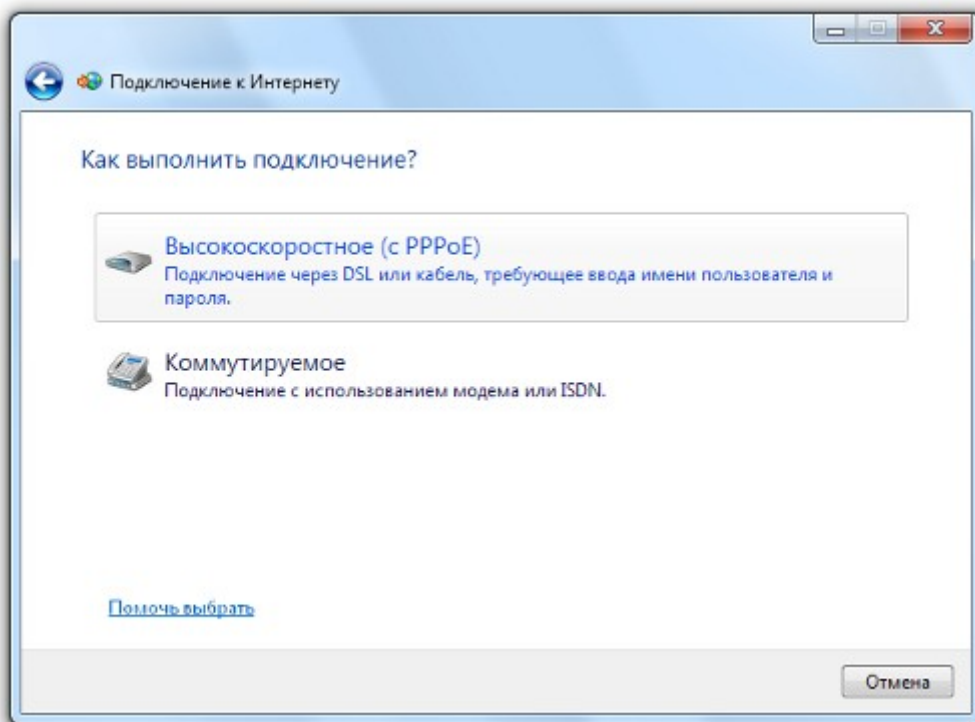 Подключение к Интернету
Как выполнить подключение?
Высокоскоростное (с PPPoE)
Подключение через DSL или кабель, требующее ввода имени пользователя и
пароля.
Коммутируемое
Подключение с использованием модема или ISDN.
Помочь выбрать
Отмена